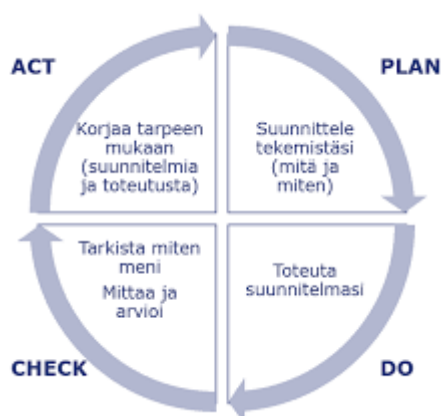 ACT
PLAN
Korjaa tarpeen
mukaan
(suunnitelmia
ja toteutusta)
Suunnittele
tekemistäsi
(mitä ja
miten)
Tarkista miten
meni
Mittaa ja
arvioi
Toteuta
suunnitelmasi
CHECK
DO